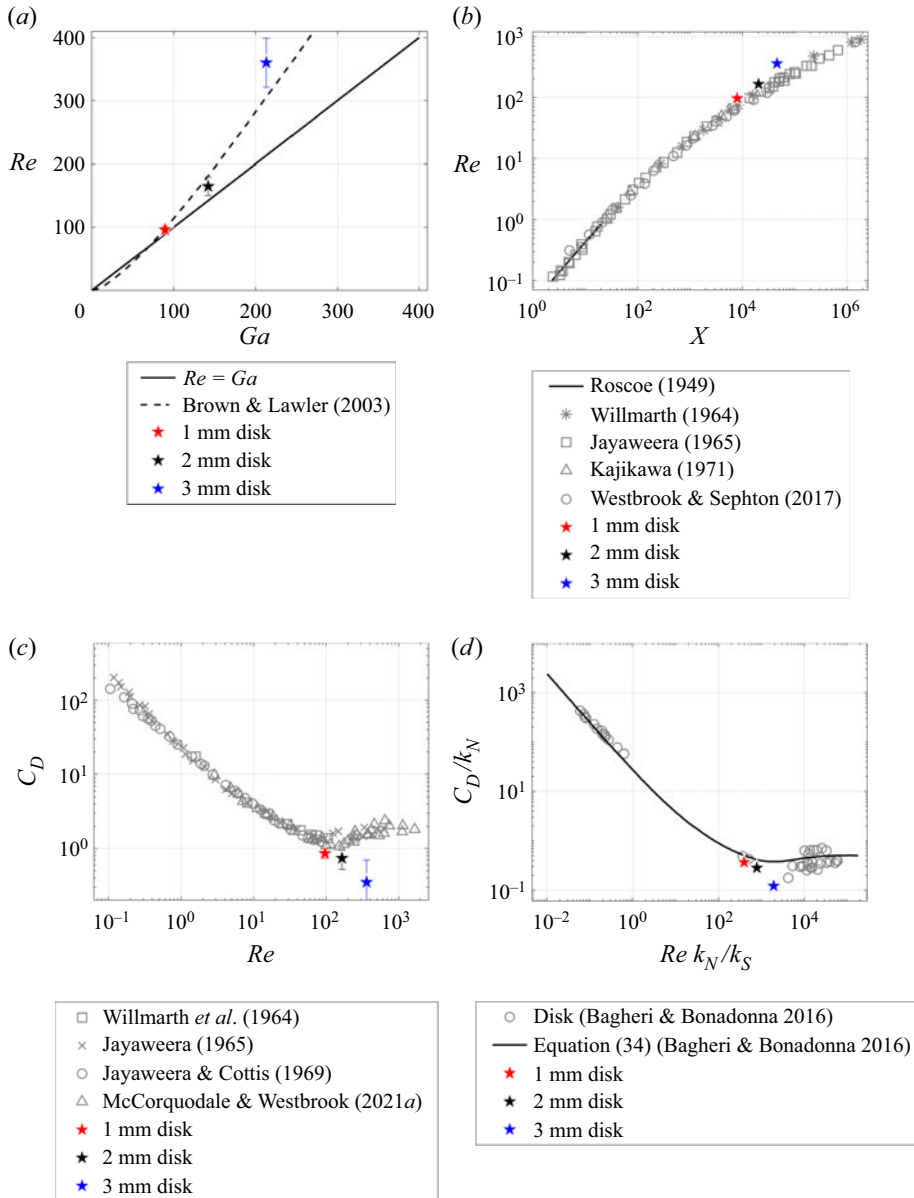 (a)
400
300
Re
200
100
0
100
200
300
400
Ga
Re = Ga
Brown & Lawler (2003)
1 mm disk
2 mm disk
3 mm disk
(b)
10³
10²
Re
10¹
10⁰
10⁻¹
10⁰
10²
10⁴
10⁶
X
Roscoe (1949)
Willmarth (1964)
Jayaweera (1965)
Kajikawa (1971)
Westbrook & Sephton (2017)
1 mm disk
2 mm disk
3 mm disk
(c)
10²
C_D
10¹
10⁰
10⁻¹
10⁰
10¹
10²
10³
Re
Willmarth et al. (1964)
Jayaweera (1965)
Jayaweera & Cottis (1969)
McCorquodale & Westbrook (2021a)
1 mm disk
2 mm disk
3 mm disk
(d)
10³
C_D/k_N
10¹
10⁻¹
10⁻²
10⁰
10²
10⁴
Re k_N/k_S
Disk (Bagheri & Bonadonna 2016)
Equation (34) (Bagheri & Bonadonna 2016)
1 mm disk
2 mm disk
3 mm disk